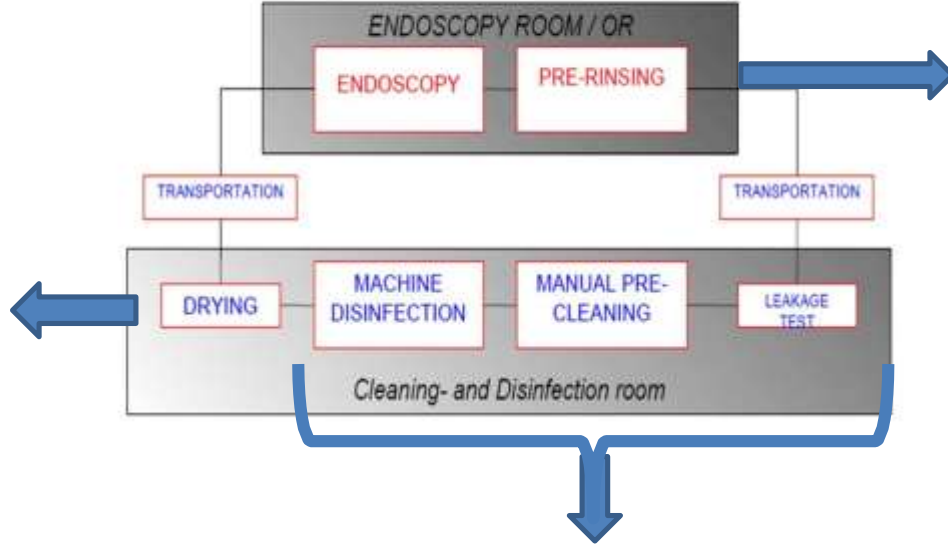 ENDOSCOPY ROOM / OR
ENDOSCOPY
PRE-RINSING
TRANSPORTATION
TRANSPORTATION
DRYING
MACHINE
DISINFECTION
MANUAL PRE-
CLEANING
LEAKAGE
TEST
Cleaning- and Disinfection room